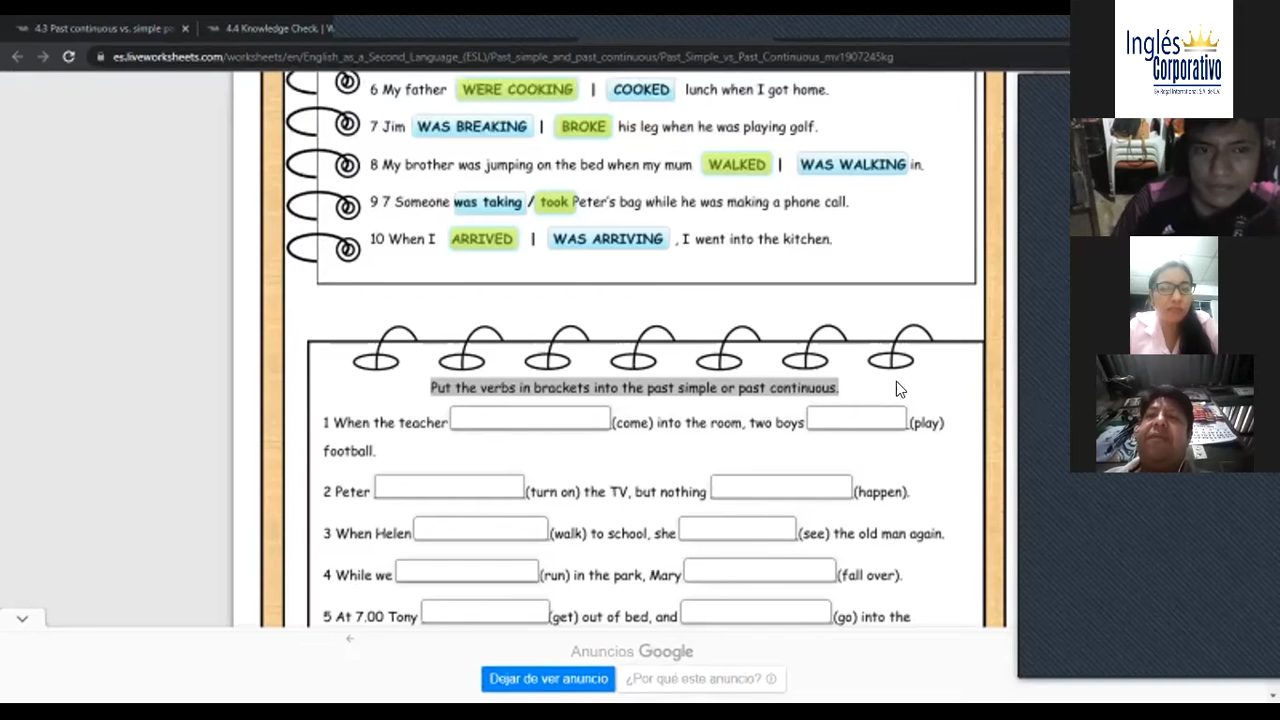 4.3 Past continuous vs. simple p
4.4 Knowledge Check. | W
es.liveworksheets.com/worksheets/en/English_as_a_Second_Language_(ESL)/Past_simple_and_past_continuous/Past_Simple_vs_Past_Continuous_mv1907245kg
Inglés
Corporativo
By Regal International S.A. de C.V.
6 My father WERE COOKING | COOKED lunch when I got home.
7 Jim WAS BREAKING | BROKE his leg when he was playing golf.
8 My brother was jumping on the bed when my mum WALKED | WAS WALKING in.
9 7 Someone was taking / took Peter's bag while he was making a phone call.
10 When I ARRIVED | WAS ARRIVING , I went into the kitchen.
Put the verbs in brackets into the past simple or past continuous.
1 When the teacher (come) into the room, two boys (play)
football.
2 Peter (turn on) the TV, but nothing (happen).
3 When Helen (walk) to school, she (see) the old man again.
4 While we (run) in the park, Mary (fall over).
5 At 7.00 Tony (get) out of bed, and (go) into the
Anuncios Google
Dejar de ver anuncio
¿Por qué este anuncio?